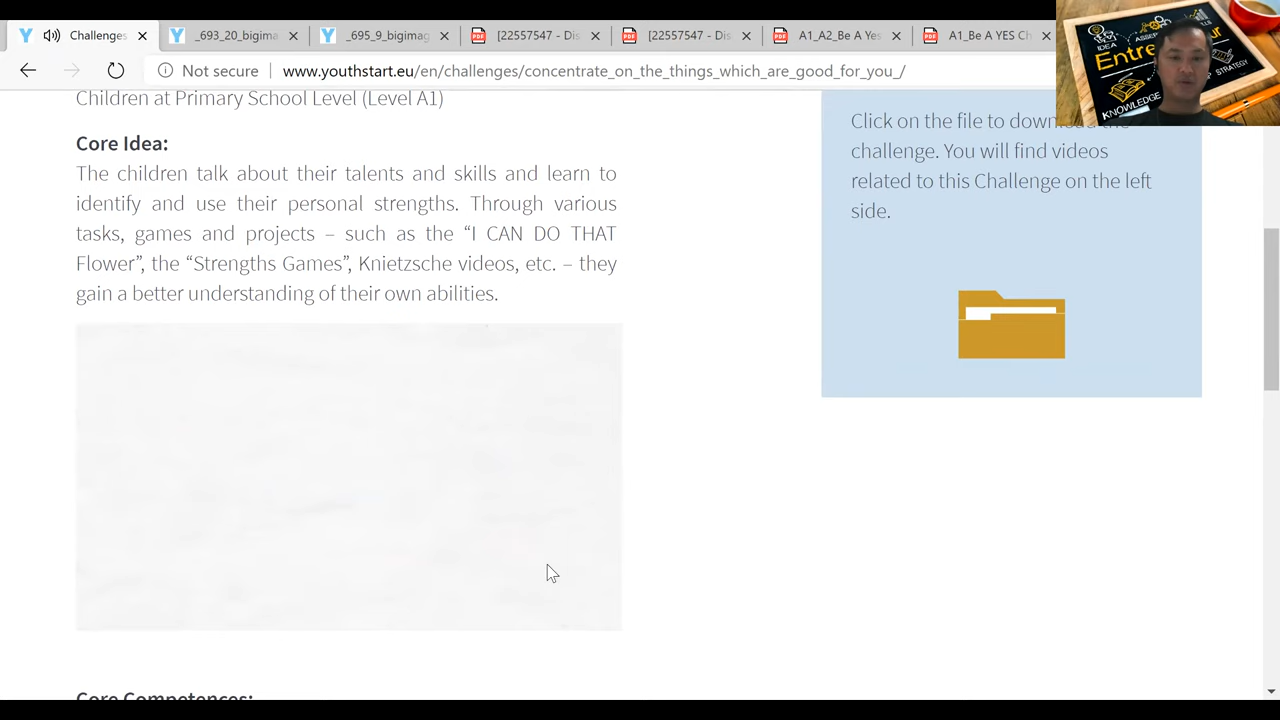 Challenges
_693_20_bigima
_695_9_bigimag
[22557547 - Dis
[22557547 - Dis
A1_A2_Be A Yes
A1_Be A YES Ch
Not secure
www.youthstart.eu/en/challenges/concentrate_on_the_things_which_are_good_for_you_/
IDEA
KNOWLEDGE
STRATEGY
Children at Primary School Level (Level A1)
Core Idea:
The children talk about their talents and skills and learn to
identify and use their personal strengths. Through various
tasks, games and projects – such as the “I CAN DO THAT
Flower”, the “Strengths Games”, Knietzsche videos, etc. – they
gain a better understanding of their own abilities.
Core Competences:
Click on the file to download the
challenge. You will find videos
related to this Challenge on the left
side.